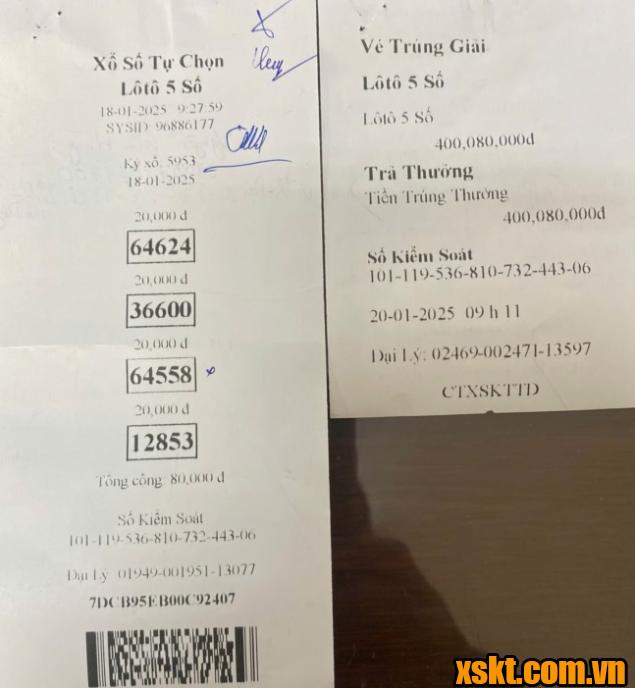 Xổ Số Tự Chọn
Lôtô 5 Số
18-01-2025 9:27:59
SYSID: 96886177
Kỳ xổ: 5953
18-01-2025
20,000 đ
64624
20,000 đ
36600
20,000 đ
64558
20,000 đ
12853
Tông công: 80,000 đ
Số Kiểm Soát
101-119-536-810-732-443-06
Đại Lý 01949-001951-13077
7DCB95EB00C92407
Vé Trúng Giải
Lôtô 5 Số
Lôtô 5 Số
400,080,000đ
Trả Thưởng
Tiền Trúng Thưởng
400,080,000đ
Số Kiểm Soát
101-119-536-810-732-443-06
20-01-2025 09 h 11
Đại Lý: 02469-002471-13597
CTXSKTTD
xskt.com.vn